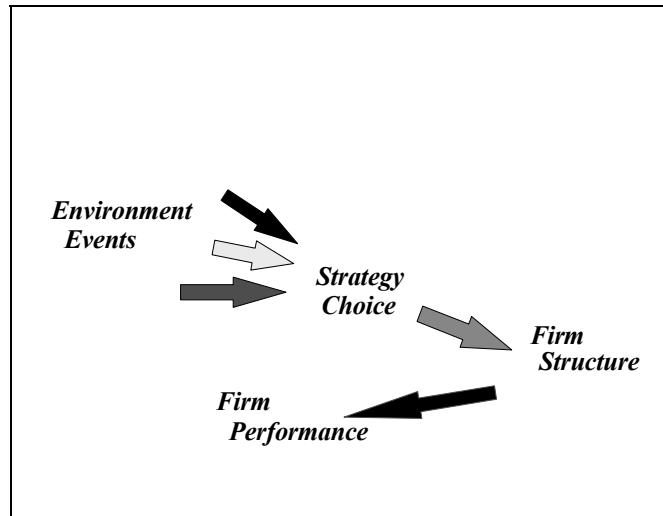 Environment
Events
Strategy
Choice
Firm
Structure
Firm
Performance